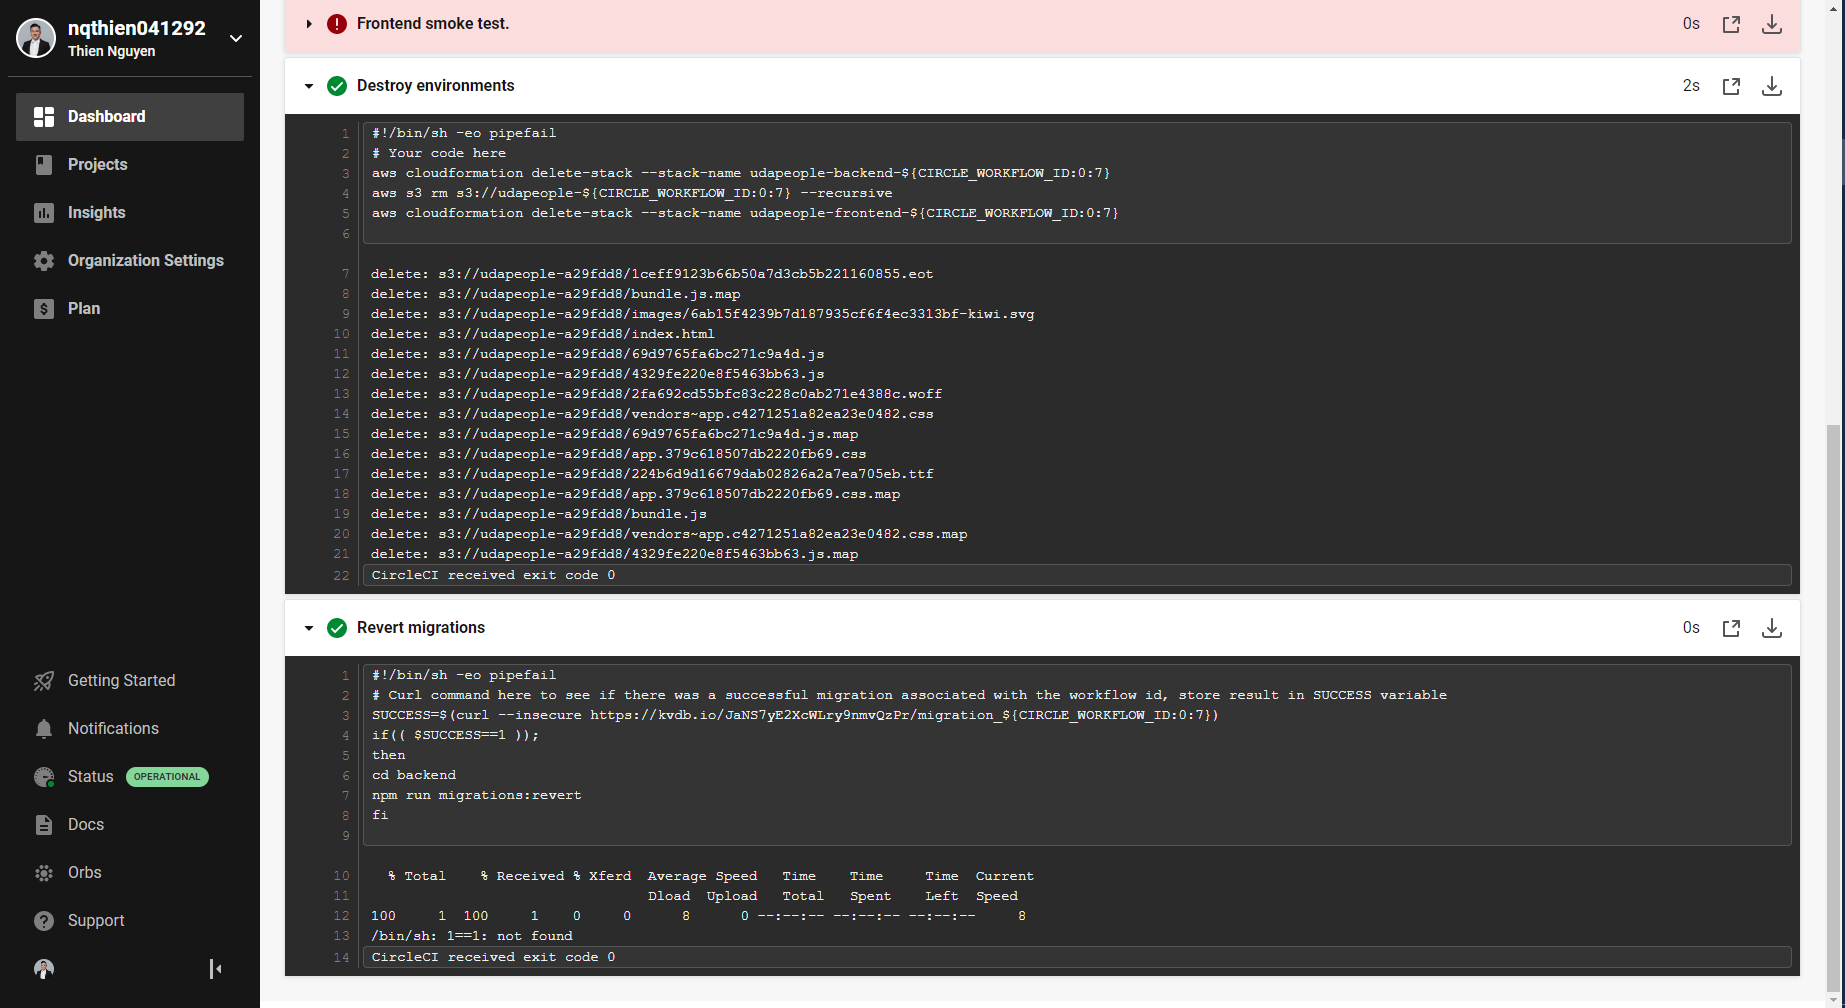 nqthien041292
Thien Nguyen
Dashboard
Projects
Insights
Organization Settings
Plan
Getting Started
Notifications
Status OPERATIONAL
Docs
Orbs
Support
Frontend smoke test. 0s
Destroy environments 2s
1 #!/bin/sh -eo pipefail
2 # Your code here
3 aws cloudformation delete-stack --stack-name udapeople-backend-${CIRCLE_WORKFLOW_ID:0:7}
4 aws s3 rm s3://udapeople-${CIRCLE_WORKFLOW_ID:0:7} --recursive
5 aws cloudformation delete-stack --stack-name udapeople-frontend-${CIRCLE_WORKFLOW_ID:0:7}
6
7 delete: s3://udapeople-a29fdd8/1ceff9123b66b50a7d3cb5b221160855.eot
8 delete: s3://udapeople-a29fdd8/bundle.js.map
9 delete: s3://udapeople-a29fdd8/images/6ab15f4239b7d187935cf6f4ec3313bf-kiwi.svg
10 delete: s3://udapeople-a29fdd8/index.html
11 delete: s3://udapeople-a29fdd8/69d9765fa6bc271c9a4d.js
12 delete: s3://udapeople-a29fdd8/4329fe220e8f5463bb63.js
13 delete: s3://udapeople-a29fdd8/2fa692cd55bfc83c228c0ab271e4388c.woff
14 delete: s3://udapeople-a29fdd8/vendors~app.c4271251a82ea23e0482.css
15 delete: s3://udapeople-a29fdd8/69d9765fa6bc271c9a4d.js.map
16 delete: s3://udapeople-a29fdd8/app.379c618507db2220fb69.css
17 delete: s3://udapeople-a29fdd8/224b6d9d16679dab02826a2a7ea705eb.ttf
18 delete: s3://udapeople-a29fdd8/app.379c618507db2220fb69.css.map
19 delete: s3://udapeople-a29fdd8/bundle.js
20 delete: s3://udapeople-a29fdd8/vendors~app.c4271251a82ea23e0482.css.map
21 delete: s3://udapeople-a29fdd8/4329fe220e8f5463bb63.js.map
22 CircleCI received exit code 0
Revert migrations 0s
1 #!/bin/sh -eo pipefail
2 # Curl command here to see if there was a successful migration associated with the workflow id, store result in SUCCESS variable
3 SUCCESS=$(curl --insecure https://kvdb.io/JaNS7yE2XcWLry9nmvQzPr/migration_${CIRCLE_WORKFLOW_ID:0:7})
4 if(( $SUCCESS==1 ));
5 then
6 cd backend
7 npm run migrations:revert
8 fi
9
10 % Total % Received % Xferd Average Speed Time Time Time Current
11 Dload Upload Total Spent Left Speed
12 100 1 100 1 0 0 8 0 --:--:-- --:--:-- --:--:-- 8
13 /bin/sh: 1==1: not found
14 CircleCI received exit code 0